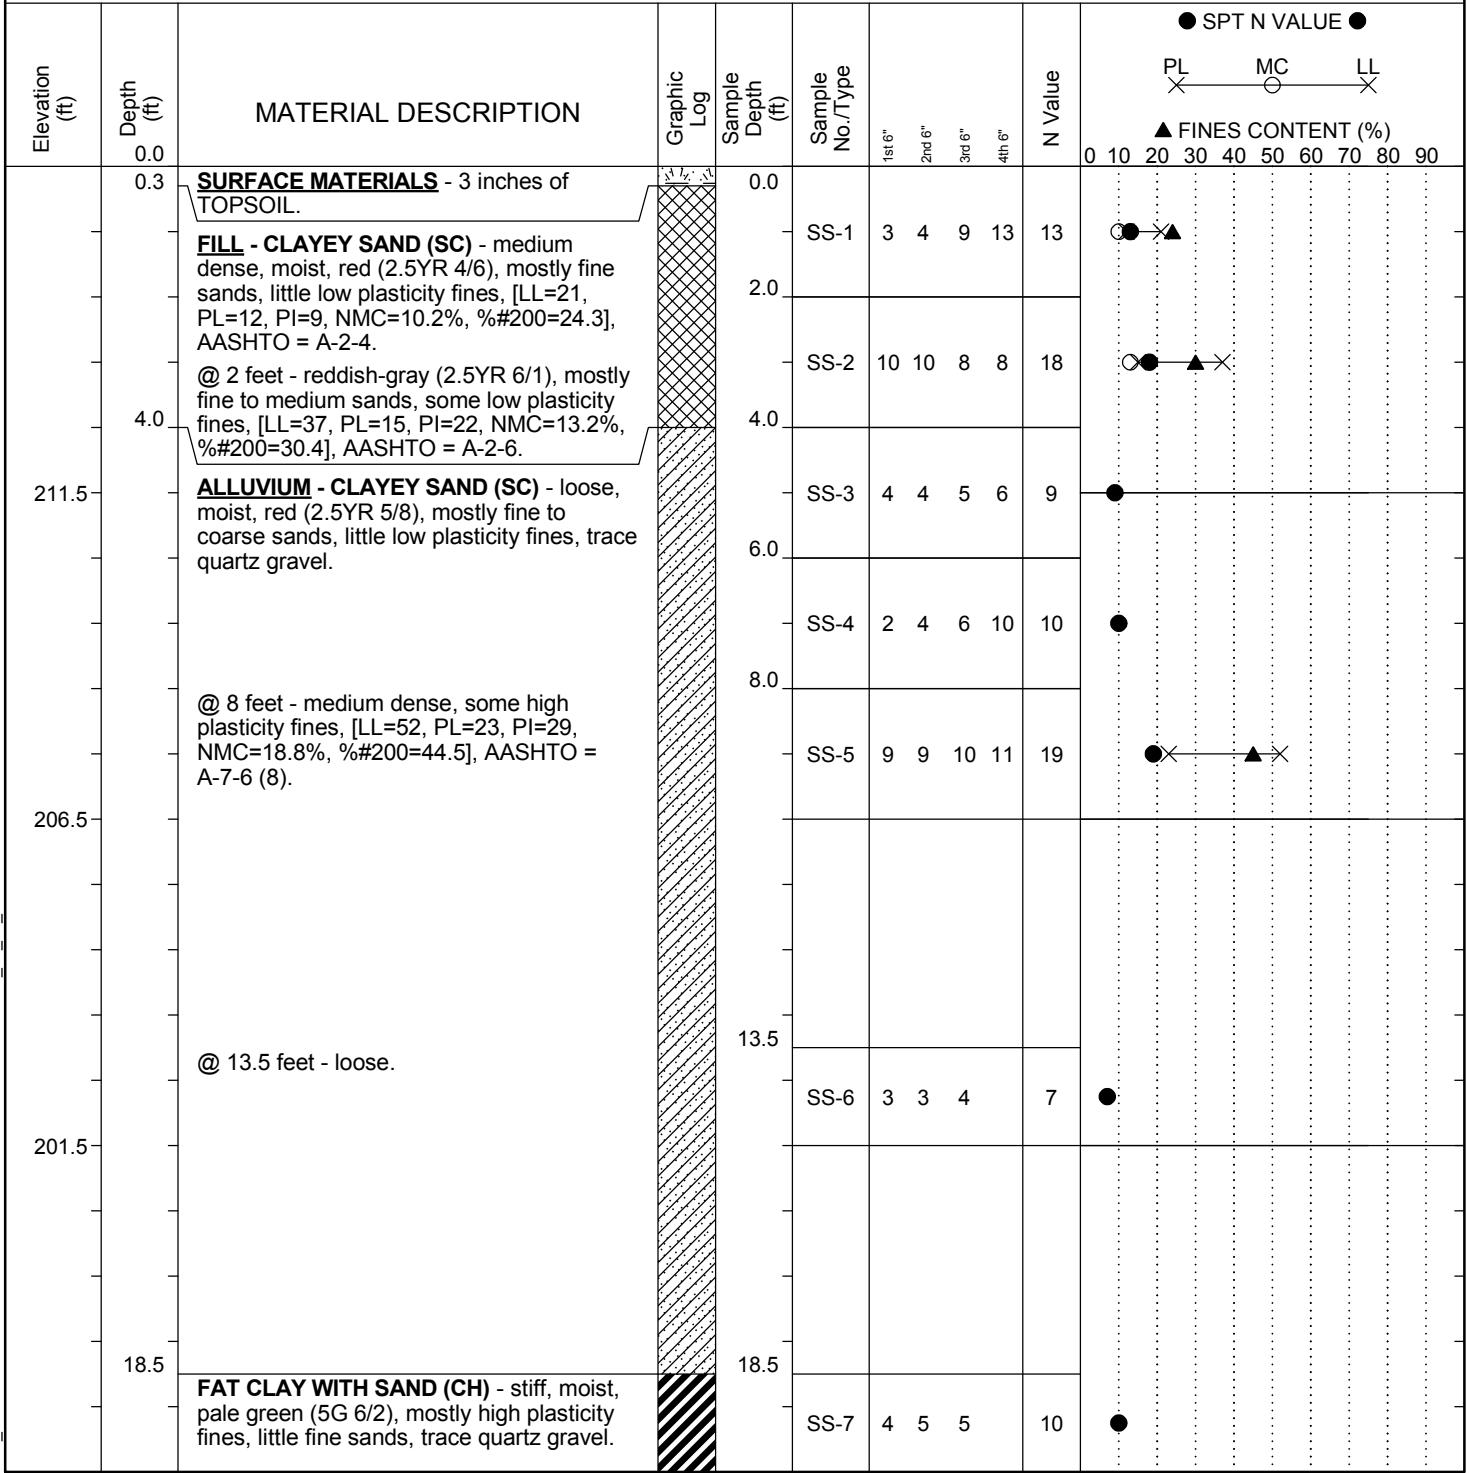 ● SPT N VALUE ●
PL MC LL
▲ FINES CONTENT (%)
0 10 20 30 40 50 60 70 80 90
Elevation (ft)
Depth (ft)
0.0
MATERIAL DESCRIPTION
Graphic Log
Sample Depth (ft)
Sample No./Type
1st 6"
2nd 6"
3rd 6"
4th 6"
N Value
0.3
SURFACE MATERIALS - 3 inches of
TOPSOIL.
0.0
FILL - CLAYEY SAND (SC) - medium
dense, moist, red (2.5YR 4/6), mostly fine
sands, little low plasticity fines, [LL=21,
PL=12, PI=9, NMC=10.2%, %#200=24.3],
AASHTO = A-2-4.
SS-1 3 4 9 13 13
2.0
@ 2 feet - reddish-gray (2.5YR 6/1), mostly
fine to medium sands, some low plasticity
fines, [LL=37, PL=15, PI=22, NMC=13.2%,
%#200=30.4], AASHTO = A-2-6.
SS-2 10 10 8 8 18
4.0
4.0
211.5
ALLUVIUM - CLAYEY SAND (SC) - loose,
moist, red (2.5YR 5/8), mostly fine to
coarse sands, little low plasticity fines, trace
quartz gravel.
SS-3 4 4 5 6 9
6.0
SS-4 2 4 6 10 10
8.0
@ 8 feet - medium dense, some high
plasticity fines, [LL=52, PL=23, PI=29,
NMC=18.8%, %#200=44.5], AASHTO =
A-7-6 (8).
SS-5 9 9 10 11 19
206.5
13.5
@ 13.5 feet - loose.
SS-6 3 3 4 7
201.5
18.5
18.5
FAT CLAY WITH SAND (CH) - stiff, moist,
pale green (5G 6/2), mostly high plasticity
fines, little fine sands, trace quartz gravel.
SS-7 4 5 5 10